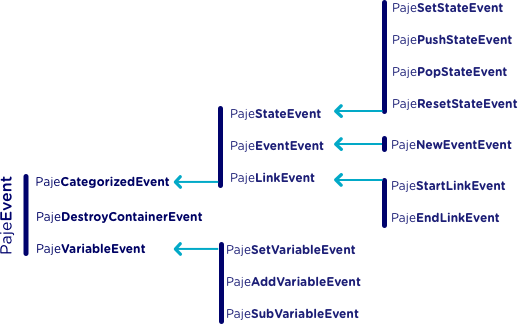 PajeSetStateEvent
PajePushStateEvent
PajePopStateEvent
PajeResetStateEvent
PajeStateEvent
PajeEventEvent
PajeNewEventEvent
PajeLinkEvent
PajeStartLinkEvent
PajeEndLinkEvent
PajeEvent
PajeCategorizedEvent
PajeDestroyContainerEvent
PajeVariableEvent
PajeSetVariableEvent
PajeAddVariableEvent
PajeSubVariableEvent